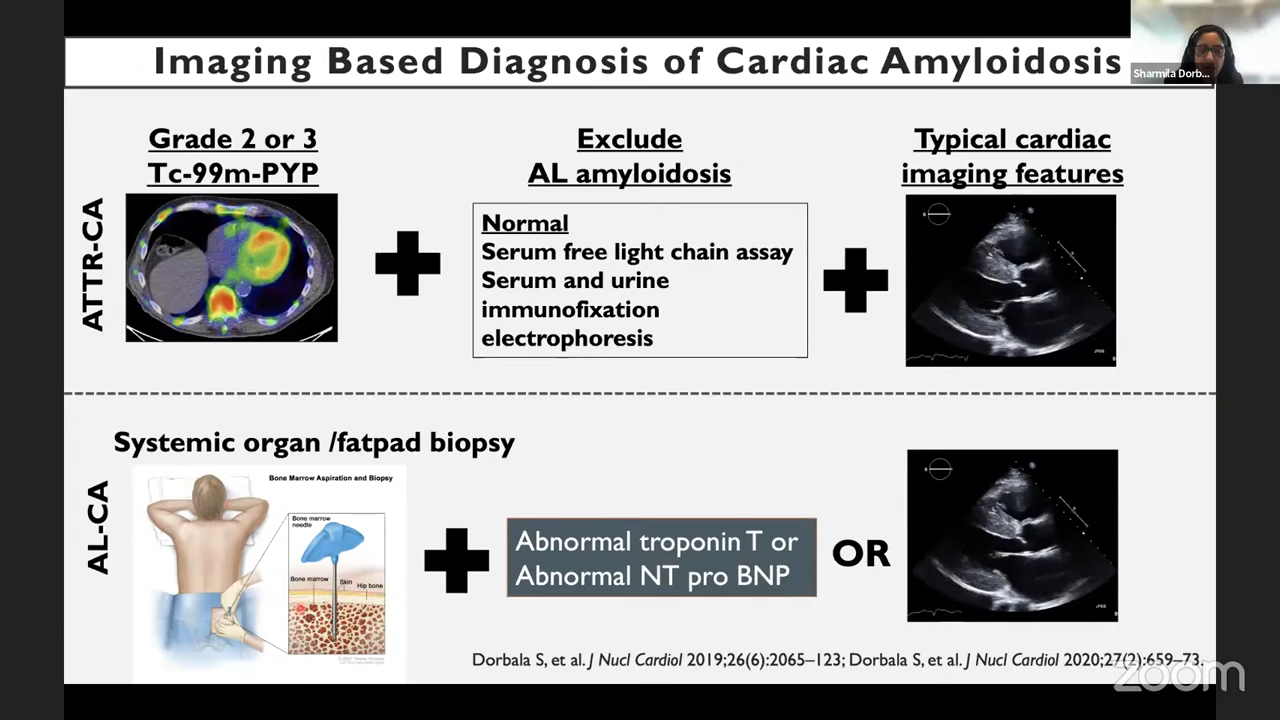 Imaging Based Diagnosis of Cardiac Amyloidosis
Sharmila Dorb...
ATTR-CA
Grade 2 or 3
Tc-99m-PYP
Exclude
AL amyloidosis
Normal
Serum free light chain assay
Serum and urine
immunofixation
electrophoresis
Typical cardiac
imaging features
JPEG
AL-CA
Systemic organ /fatpad biopsy
Bone Marrow Aspiration and Biopsy
Bone marrow
needle
Bone marrow
Skin
Hip bone
Abnormal troponin T or
Abnormal NT pro BNP
OR
JPEG
Dorbala S, et al. J Nucl Cardiol 2019;26(6):2065–123; Dorbala S, et al. J Nucl Cardiol 2020;27(2):659–73.
zoom